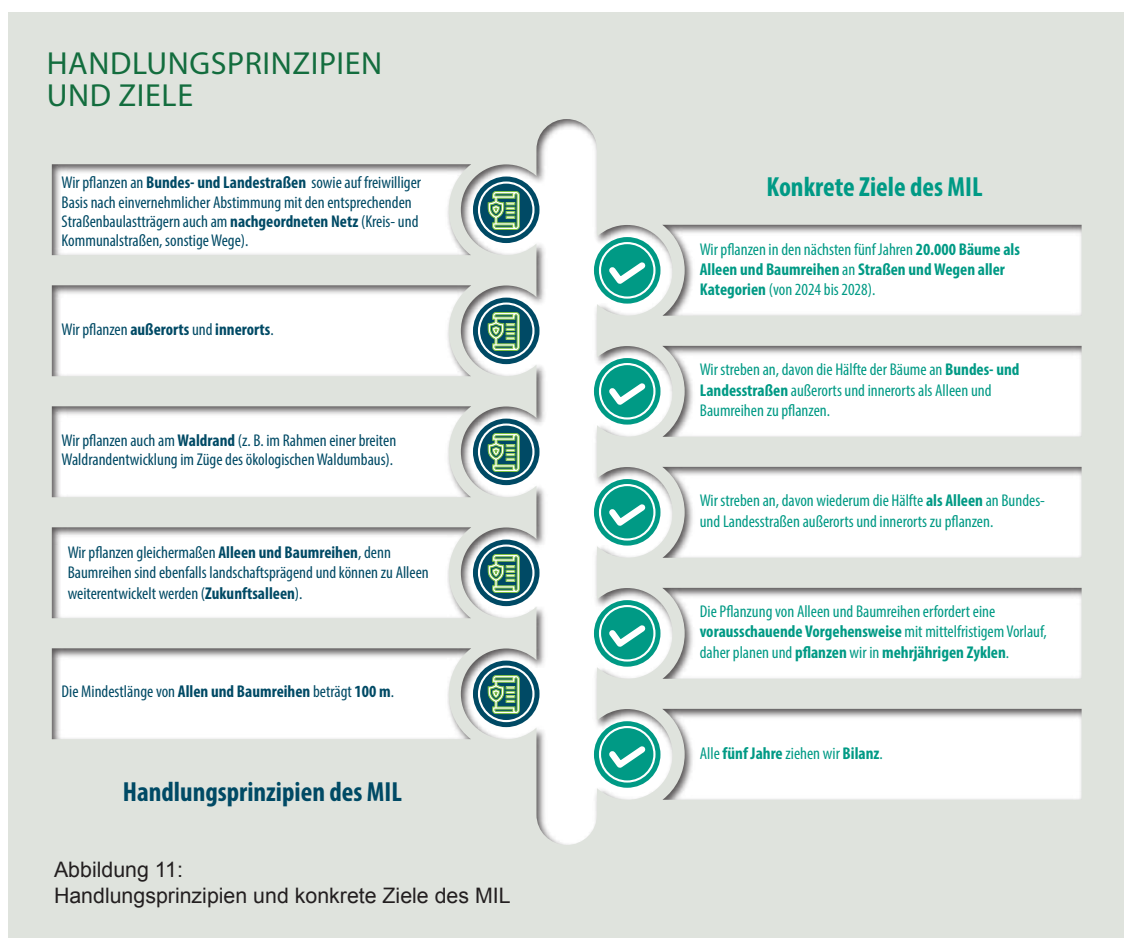 HANDLUNGSPRINZIPIEN
UND ZIELE
Wir pflanzen an Bundes- und Landestraßen sowie auf freiwilliger
Basis nach einvernehmlicher Abstimmung mit den entsprechenden
Straßenbaulastträgern auch am nachgeordneten Netz (Kreis- und
Kommunalstraßen, sonstige Wege).
Wir pflanzen außerorts und innerorts.
Wir pflanzen auch am Waldrand (z. B. im Rahmen einer breiten
Waldrandentwicklung im Züge des ökologischen Waldumbaus).
Wir pflanzen gleichermaßen Alleen und Baumreihen, denn
Baumreihen sind ebenfalls landschaftsprägend und können zu Alleen
weiterentwickelt werden (Zukunftsalleen).
Die Mindestlänge von Allen und Baumreihen beträgt 100 m.
Handlungsprinzipien des MIL
Konkrete Ziele des MIL
Wir pflanzen in den nächsten fünf Jahren 20.000 Bäume als
Alleen und Baumreihen an Straßen und Wegen aller
Kategorien (von 2024 bis 2028).
Wir streben an, davon die Hälfte der Bäume an Bundes- und
Landesstraßen außerorts und innerorts als Alleen und
Baumreihen zu pflanzen.
Wir streben an, davon wiederum die Hälfte als Alleen an Bundes-
und Landesstraßen außerorts und innerorts zu pflanzen.
Die Pflanzung von Alleen und Baumreihen erfordert eine
vorausschauende Vorgehensweise mit mittelfristigem Vorlauf,
daher planen und pflanzen wir in mehrjährigen Zyklen.
Alle fünf Jahre ziehen wir Bilanz.
Abbildung 11:
Handlungsprinzipien und konkrete Ziele des MIL